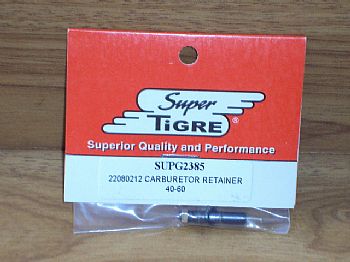 Super
TiGRE®
Superior Quality and Performance
SUPG2385
22080212 CARBURETOR RETAINER
40-60